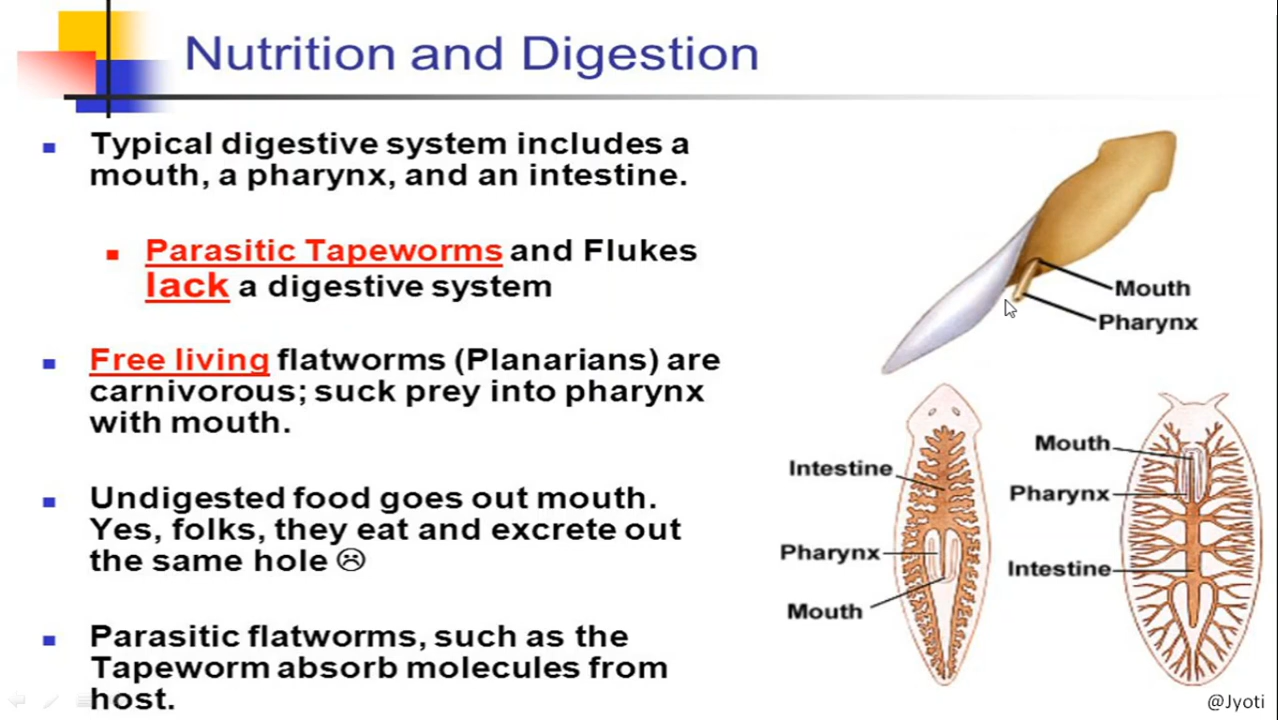 Nutrition and Digestion
Typical digestive system includes a
mouth, a pharynx, and an intestine.
Parasitic Tapeworms and Flukes
lack a digestive system
Free living flatworms (Planarians) are
carnivorous; suck prey into pharynx
with mouth.
Undigested food goes out mouth.
Yes, folks, they eat and excrete out
the same hole ☹
Parasitic flatworms, such as the
Tapeworm absorb molecules from
host.
Mouth
Pharynx
Intestine
Pharynx
Mouth
Mouth
Pharynx
Intestine
@Jyoti